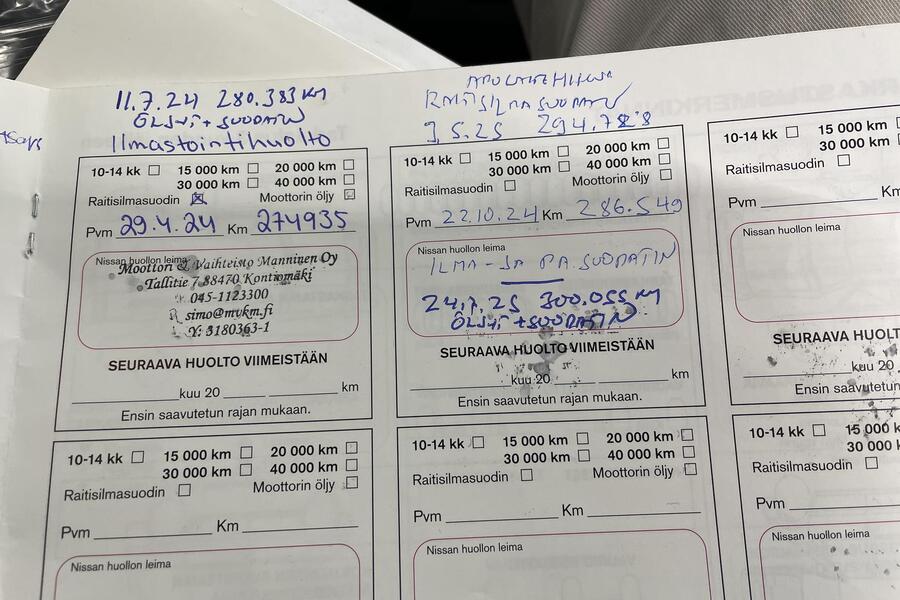 11.7.24 280.383 KM
ÖLJYT + SUODATIN
Ilmastointihuolto
10-14 kk 15 000 km 20 000 km
30 000 km 40 000 km
Raitisilmasuodin Moottorin öljy
Pvm 29.4.24 Km 274935
Nissan huollon leima
Moottori & Vaihteisto Manninen Oy
Tallitie 7 88470 Kontiomäki
045-1123300
simo@mvkm.fi
Y: 3180363-1
SEURAAVA HUOLTO VIIMEISTÄÄN
kuu 20 km
Ensin saavutetun rajan mukaan.
RAITISILMASUODATIN
9.5.25
10-14 kk 15 000 km 20 000 km
30 000 km 40 000 km
Raitisilmasuodin Moottorin öljy
Pvm 22.10.24 Km 286.549
Nissan huollon leima
ILMA- JA PA.SUODATIN
24.7.25 300.055 KM
ÖLJYT + SUODATIN
SEURAAVA HUOLTO VIIMEISTÄÄN
kuu 20 km
Ensin saavutetun rajan mukaan.
10-14 kk 15 000 km
30 000 km
Raitisilmasuodin
Pvm Km
Nissan huollon leima
SEURAAVA HUOLTO
kuu 20
Ensin saavutetun
10-14 kk 15 000 km 20 000 km
30 000 km 40 000 km
Raitisilmasuodin Moottorin öljy
Pvm Km
Nissan huollon leima
10-14 kk 15 000 km 20 000 km
30 000 km 40 000 km
Raitisilmasuodin Moottorin öljy
Pvm Km
Nissan huollon leima
10-14 kk 15 000
30 000
Raitisilmasuodin
Pvm
Nissan huollon leima